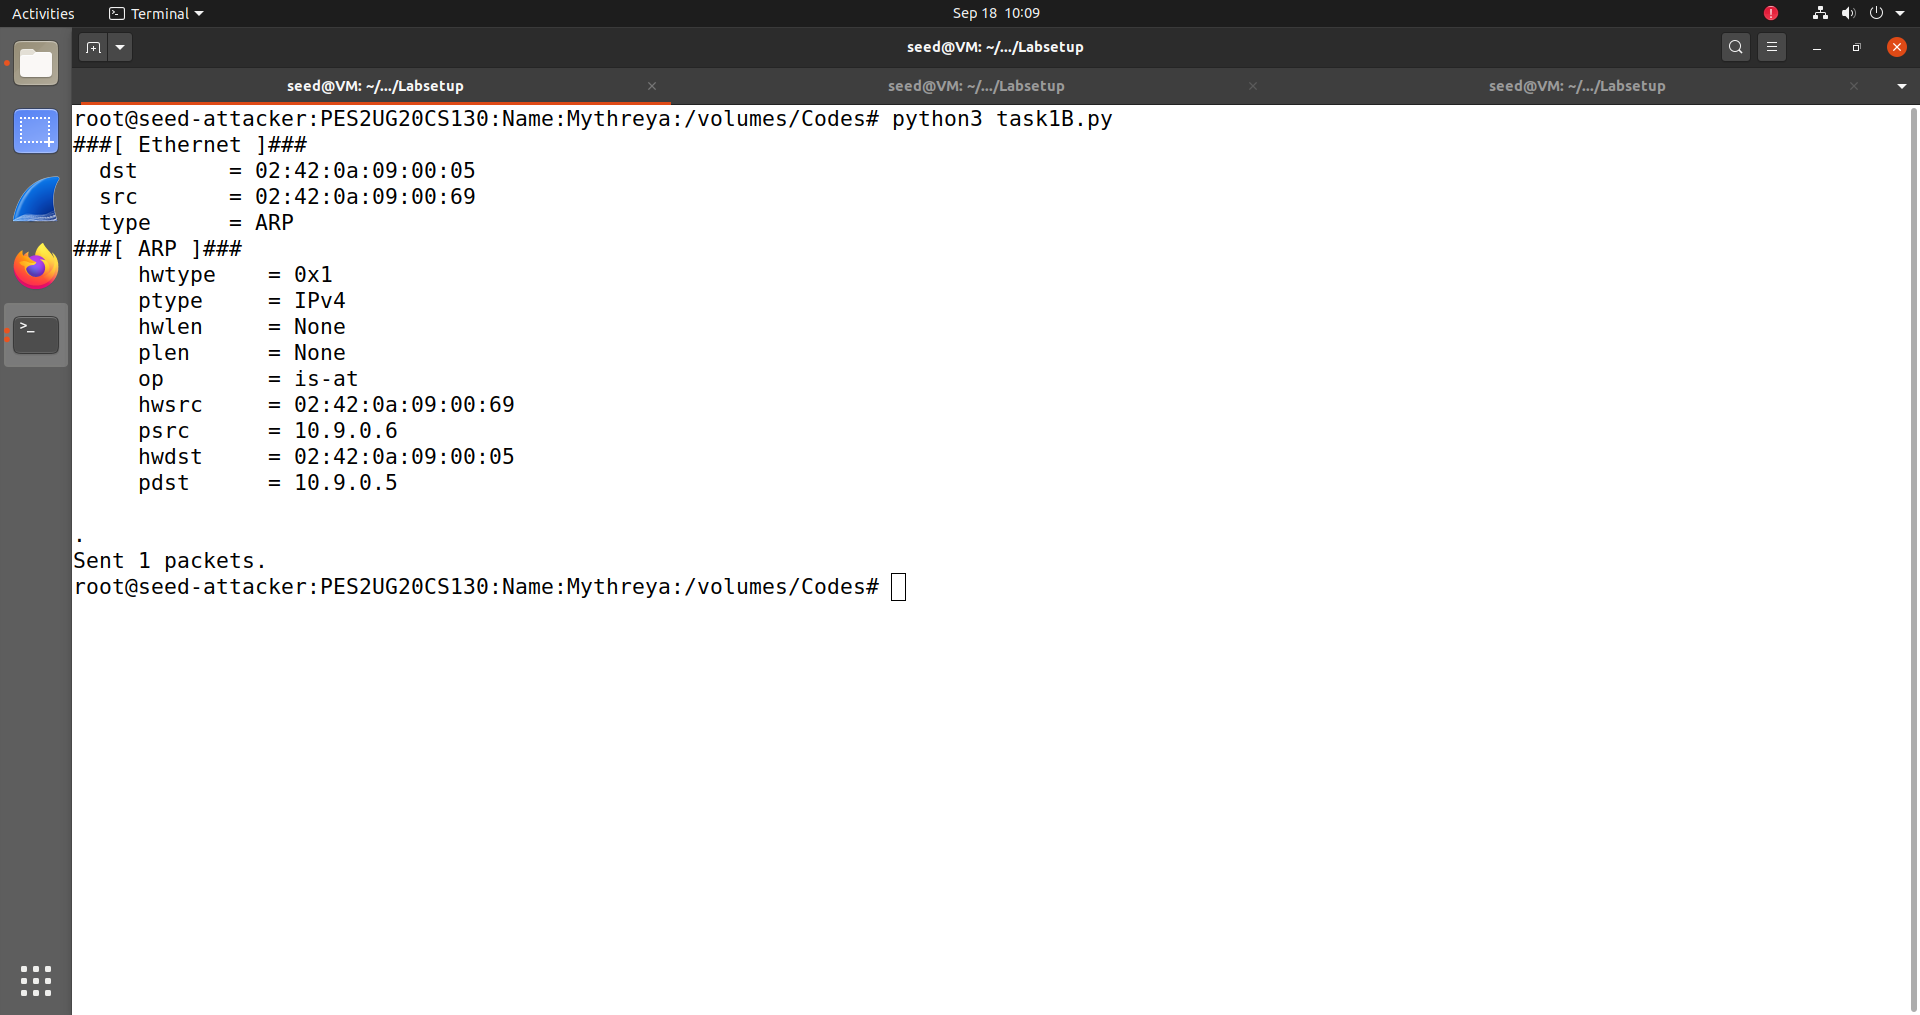 Activities Terminal Sep 18 10:09
seed@VM: ~/.../Labsetup
seed@VM: ~/.../Labsetup seed@VM: ~/.../Labsetup seed@VM: ~/.../Labsetup
root@seed-attacker:PES2UG20CS130:Name:Mythreya:/volumes/Codes# python3 task1B.py
###[ Ethernet ]###
  dst       = 02:42:0a:09:00:05
  src       = 02:42:0a:09:00:69
  type      = ARP
###[ ARP ]###
     hwtype    = 0x1
     ptype     = IPv4
     hwlen     = None
     plen      = None
     op        = is-at
     hwsrc     = 02:42:0a:09:00:69
     psrc      = 10.9.0.6
     hwdst     = 02:42:0a:09:00:05
     pdst      = 10.9.0.5
.
Sent 1 packets.
root@seed-attacker:PES2UG20CS130:Name:Mythreya:/volumes/Codes#